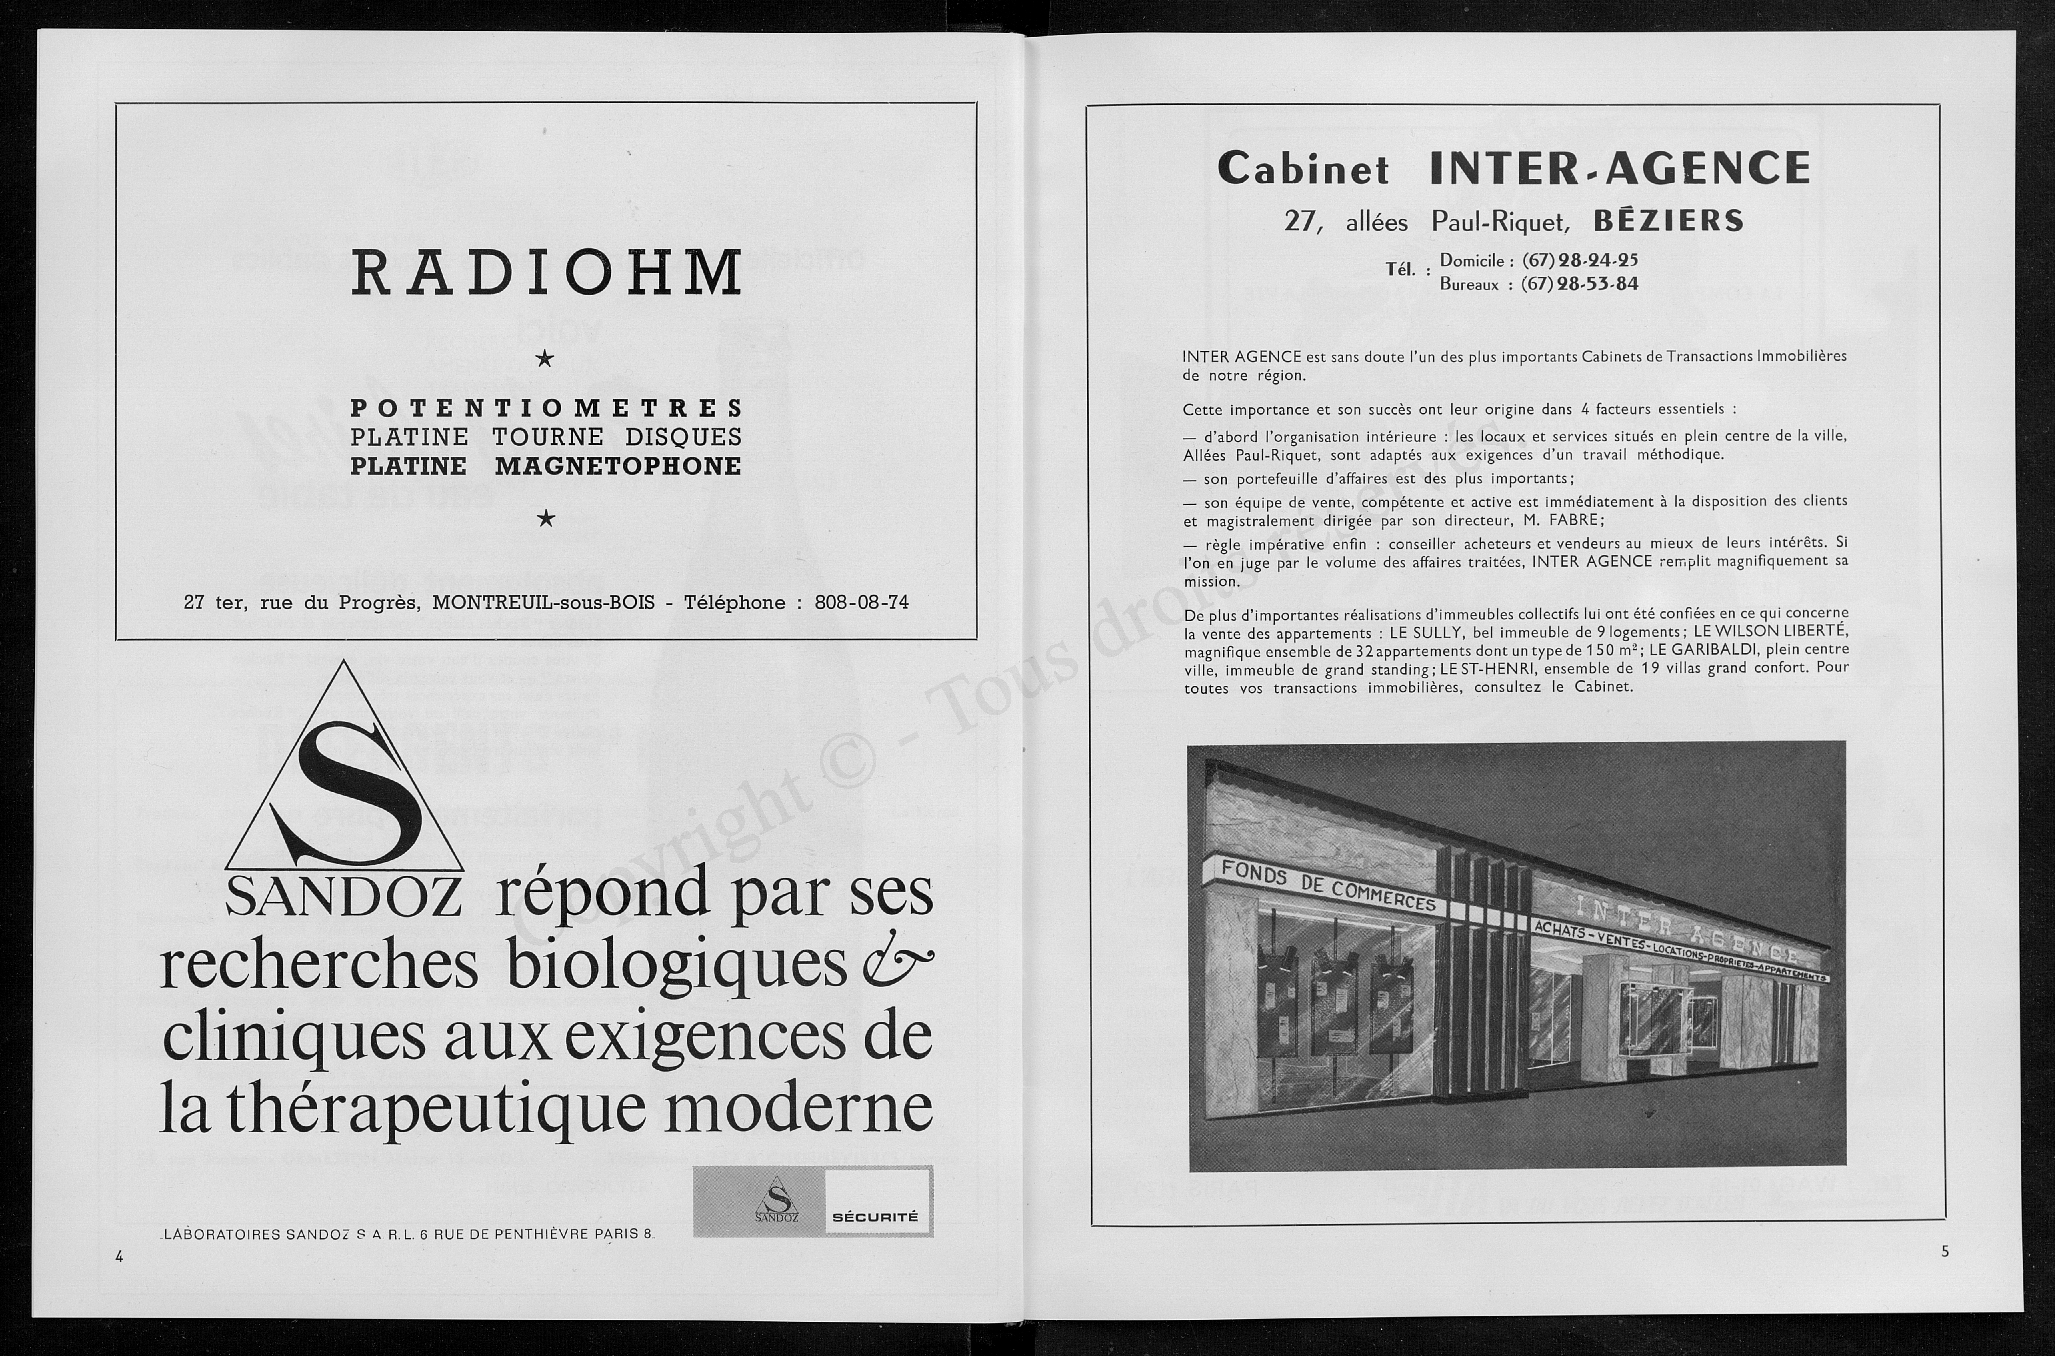 RADIOHM
POTENTIOMETRES
PLATINE TOURNE DISQUES
PLATINE MAGNETOPHONE
27 ter, rue du Progrès, MONTREUIL-sous-BOIS - Téléphone : 808-08-74
S
SANDOZ répond par ses
recherches biologiques &
cliniques aux exigences de
la thérapeutique moderne
S
SANDOZ
SÉCURITÉ
LABORATOIRES SANDOZ S A R.L. 6 RUE DE PENTHIÈVRE PARIS 8
4
Cabinet INTER-AGENCE
27, allées Paul-Riquet, BÉZIERS
Tél. : Domicile : (67) 28-24-25
Bureaux : (67) 28-53-84
INTER AGENCE est sans doute l'un des plus importants Cabinets de Transactions Immobilières
de notre région.
Cette importance et son succès ont leur origine dans 4 facteurs essentiels :
— d'abord l'organisation intérieure : les locaux et services situés en plein centre de la ville,
Allées Paul-Riquet, sont adaptés aux exigences d'un travail méthodique.
— son portefeuille d'affaires est des plus importants;
— son équipe de vente, compétente et active est immédiatement à la disposition des clients
et magistralement dirigée par son directeur, M. FABRE;
— règle impérative enfin : conseiller acheteurs et vendeurs au mieux de leurs intérêts. Si
l'on en juge par le volume des affaires traitées, INTER AGENCE remplit magnifiquement sa
mission.
De plus d'importantes réalisations d'immeubles collectifs lui ont été confiées en ce qui concerne
la vente des appartements : LE SULLY, bel immeuble de 9 logements; LE WILSON LIBERTÉ,
magnifique ensemble de 32 appartements dont un type de 150 m²; LE GARIBALDI, plein centre
ville, immeuble de grand standing; LE ST-HENRI, ensemble de 19 villas grand confort. Pour
toutes vos transactions immobilières, consultez le Cabinet.
FONDS DE COMMERCES
INTER AGENCE
ACHATS-VENTES-LOCATIONS-PROPRIETES-APPARTEMENTS
5
Copyright © - Tous droits réservés